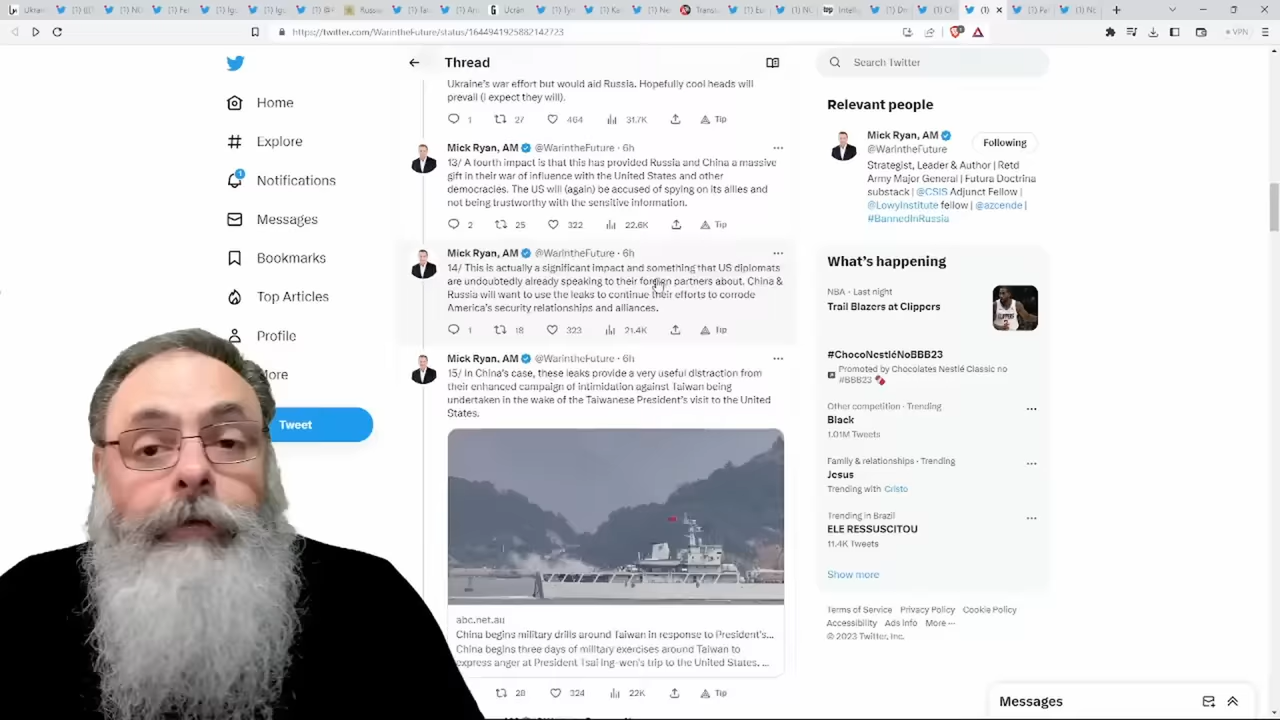 Ukrain
https://twitter.com/WarintheFuture/status/1644941925882142723
VPN
Home
Explore
1
Notifications
Messages
Bookmarks
Top Articles
Profile
More
Tweet
Thread
Ukraine's war effort but would aid Russia. Hopefully cool heads will
prevail (I expect they will).
1 27 464 31.7K Tip
Mick Ryan, AM @WarintheFuture · 6h
13/ A fourth impact is that this has provided Russia and China a massive
gift in their war of influence with the United States and other
democracies. The US will (again) be accused of spying on its allies and
not being trustworthy with the sensitive information.
2 25 322 22.6K Tip
Mick Ryan, AM @WarintheFuture · 6h
14/ This is actually a significant impact and something that US diplomats
are undoubtedly already speaking to their foreign partners about. China &
Russia will want to use the leaks to continue their efforts to corrode
America's security relationships and alliances.
1 18 323 21.4K Tip
Mick Ryan, AM @WarintheFuture · 6h
15/ In China's case, these leaks provide a very useful distraction from
their enhanced campaign of intimidation against Taiwan being
undertaken in the wake of the Taiwanese President's visit to the United
States.
abc.net.au
China begins military drills around Taiwan in response to President's...
China begins three days of military exercises around Taiwan to
express anger at President Tsai Ing-wen's trip to the United States. ...
28 324 22K Tip
Search Twitter
Relevant people
Mick Ryan, AM
@WarintheFuture
Following
Strategist, Leader & Author | Retd
Army Major General | Futura Doctrina
substack | @CSIS Adjunct Fellow |
@LowyInstitute fellow | @azcende |
#BannedInRussia
What's happening
NBA · Last night
Trail Blazers at Clippers
#ChocoNestléNoBBB23
Promoted by Chocolates Nestlé Classic no
#BBB23
Other competition · Trending
Black
1.01M Tweets
Family & relationships · Trending
Jesus
Trending with Cristo
Trending in Brazil
ELE RESSUSCITOU
11.4K Tweets
Show more
Terms of Service Privacy Policy Cookie Policy
Accessibility Ads info More ···
© 2023 Twitter, Inc.
Messages